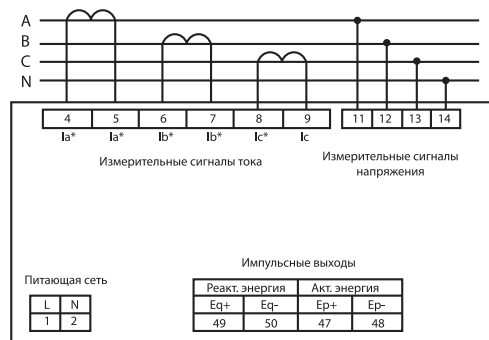 A
B
C
N
4 5 6 7 8 9 11 12 13 14
Ia* Ia* Ib* Ib* Ic* Ic
Измерительные сигналы тока
Измерительные сигналы
напряжения
Питающая сеть
L N
1 2
Импульсные выходы
Реакт. энергия Акт. энергия
Eq+ Eq- Ep+ Ep-
49 50 47 48